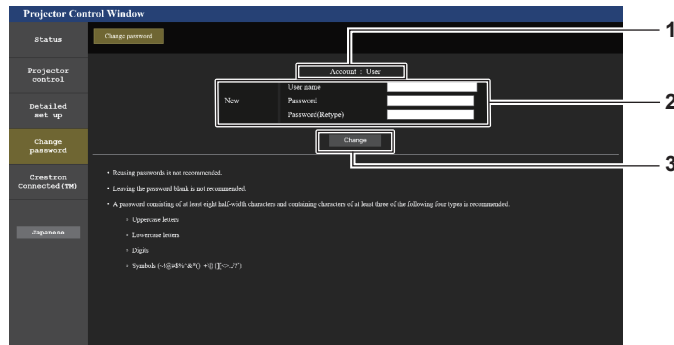 Projector Control Window
Status
Change password
1
Projector
control
Account : User
User name
New
Password
2
Password(Retype)
Detailed
set up
Change
password
Change
3
Crestron
Connected(TM)
• Reusing passwords is not recommended.
• Leaving the password blank is not recommended.
• A password consisting of at least eight half-width characters and containing characters of at least three of the following four types is recommended.
Uppercase letters
Lowercase letters
Digits
Symbols
Japanese